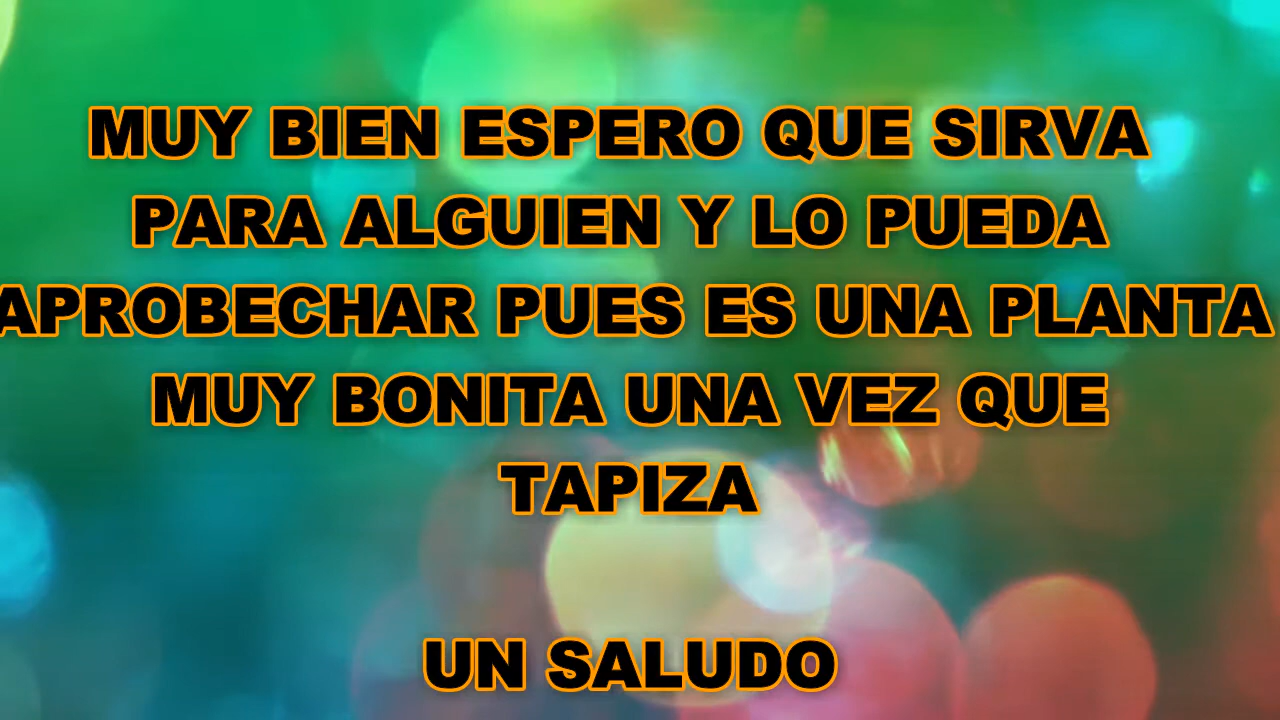 MUY BIEN ESPERO QUE SIRVA
PARA ALGUIEN Y LO PUEDA
APROBECHAR PUES ES UNA PLANTA
MUY BONITA UNA VEZ QUE
TAPIZA
UN SALUDO